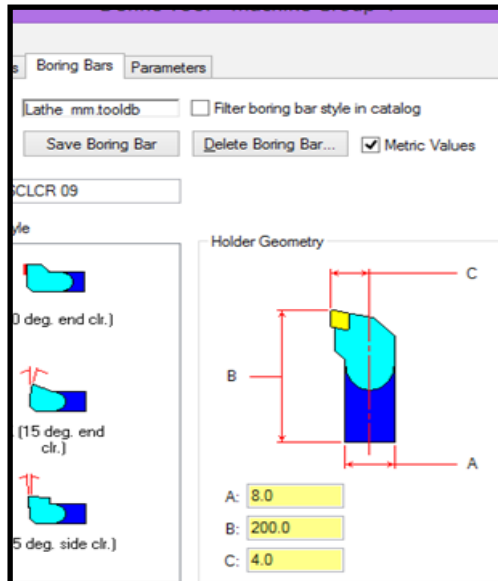 s Boring Bars Parameters
Lathe mm.tooldb Filter boring bar style in catalog
Save Boring Bar Delete Boring Bar... Metric Values
SCLCR 09
yle Holder Geometry
C
0 deg. end clr.)
B
(15 deg. end
clr.)
A
A: 8.0
B: 200.0
5 deg. side clr.)
C: 4.0